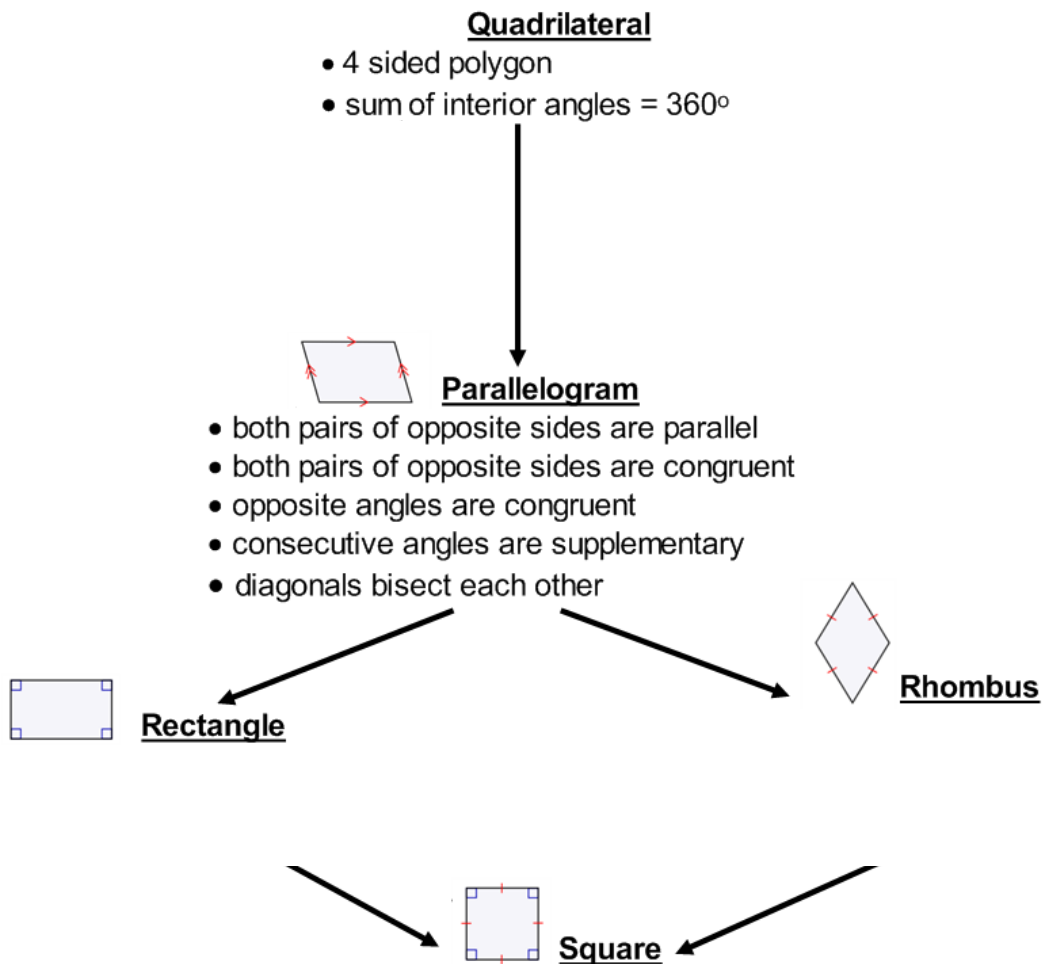 Quadrilateral
• 4 sided polygon
• sum of interior angles = 360º
Parallelogram
• both pairs of opposite sides are parallel
• both pairs of opposite sides are congruent
• opposite angles are congruent
• consecutive angles are supplementary
• diagonals bisect each other
Rhombus
Rectangle
Square